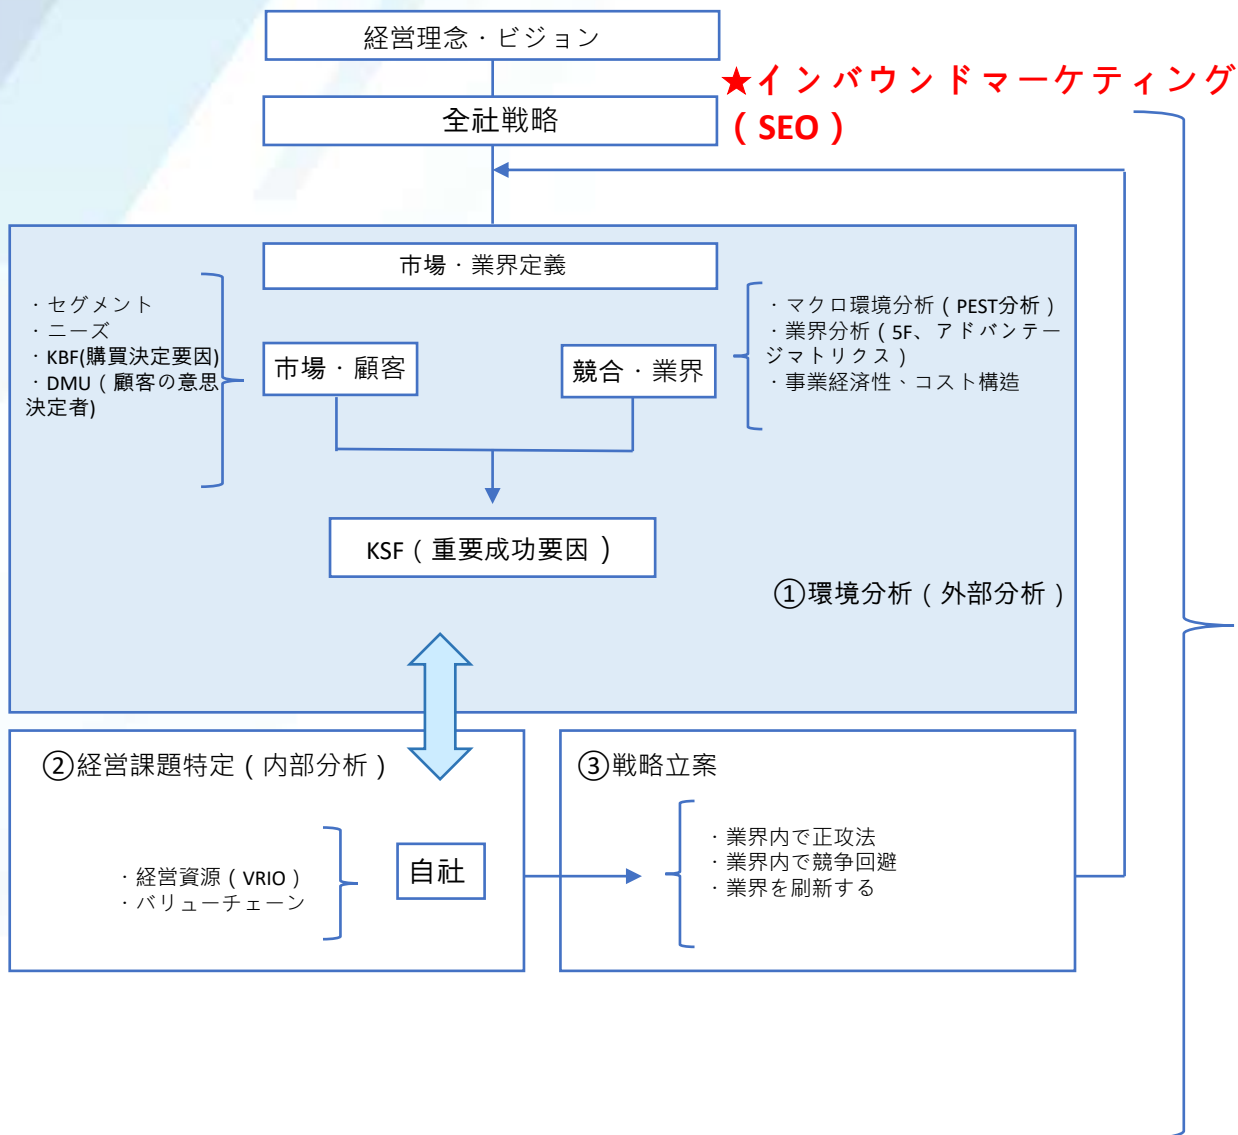 経営理念・ビジョン
★インバウンドマーケティング
（SEO）
全社戦略
市場・業界定義
・セグメント
・ニーズ
・KBF(購買決定要因)
・DMU（顧客の意思
決定者)
市場・顧客
競合・業界
・マクロ環境分析（PEST分析）
・業界分析（5F、アドバンテー
ジマトリクス）
・事業経済性、コスト構造
KSF（重要成功要因）
①環境分析（外部分析）
②経営課題特定（内部分析）
・経営資源（VRIO）
・バリューチェーン
自社
③戦略立案
・業界内で正攻法
・業界内で競争回避
・業界を刷新する